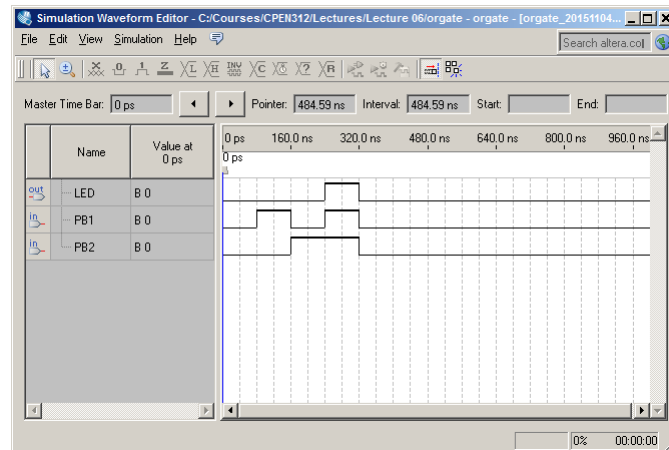 Simulation Waveform Editor - C:/Courses/CPEN312/Lectures/Lecture 06/orgate - orgate - [orgate_20151104...
File Edit View Simulation Help Search altera.co
Master Time Bar: 0 ps Pointer: 484.59 ns Interval: 484.59 ns Start: End:
Name Value at 0 ps 0 ps 160.0 ns 320.0 ns 480.0 ns 640.0 ns 800.0 ns 960.0 ns
0 ps
out LED B 0
in PB1 B 0
in PB2 B 0
0% 00:00:00